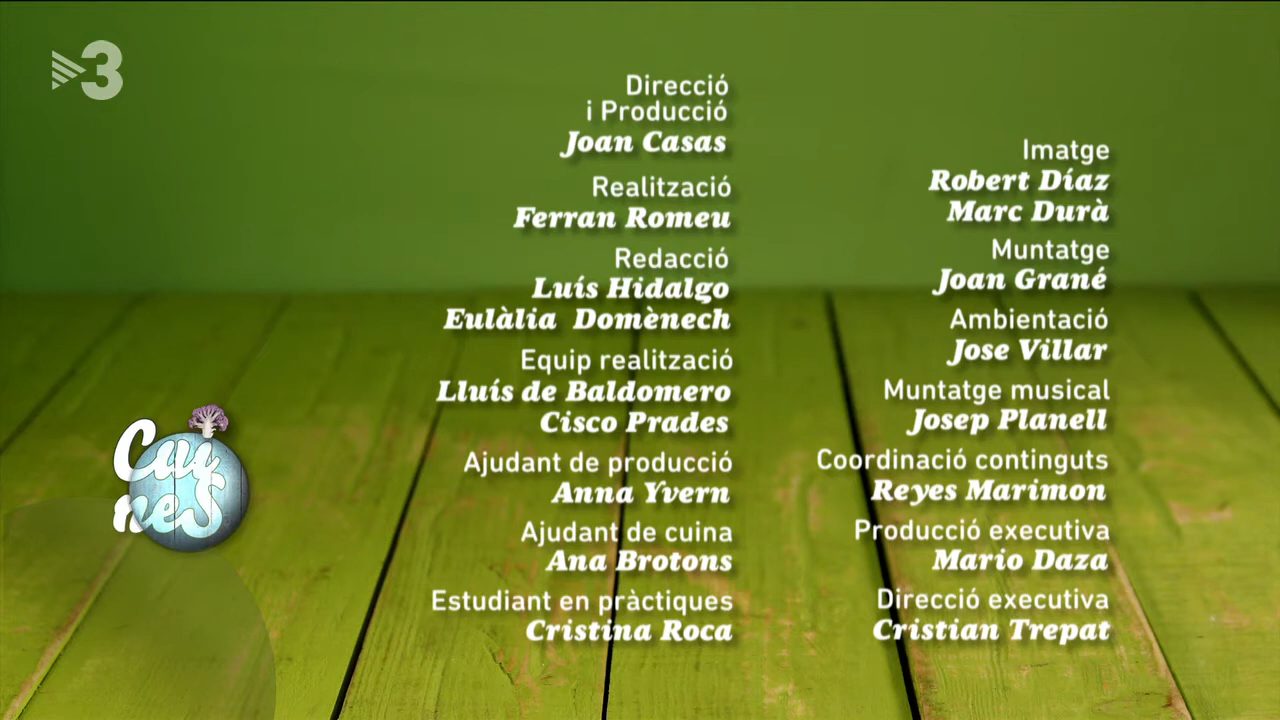 3
Direcció
i Producció
Joan Casas
Realització
Ferran Romeu
Redacció
Luís Hidalgo
Eulàlia Domènech
Equip realització
Lluís de Baldomero
Cisco Prades
Ajudant de producció
Anna Yvern
Ajudant de cuina
Ana Brotons
Estudiant en pràctiques
Cristina Roca
Imatge
Robert Díaz
Marc Durà
Muntatge
Joan Grané
Ambientació
Jose Villar
Muntatge musical
Josep Planell
Coordinació continguts
Reyes Marimon
Producció executiva
Mario Daza
Direcció executiva
Cristian Trepat
Cui
nes